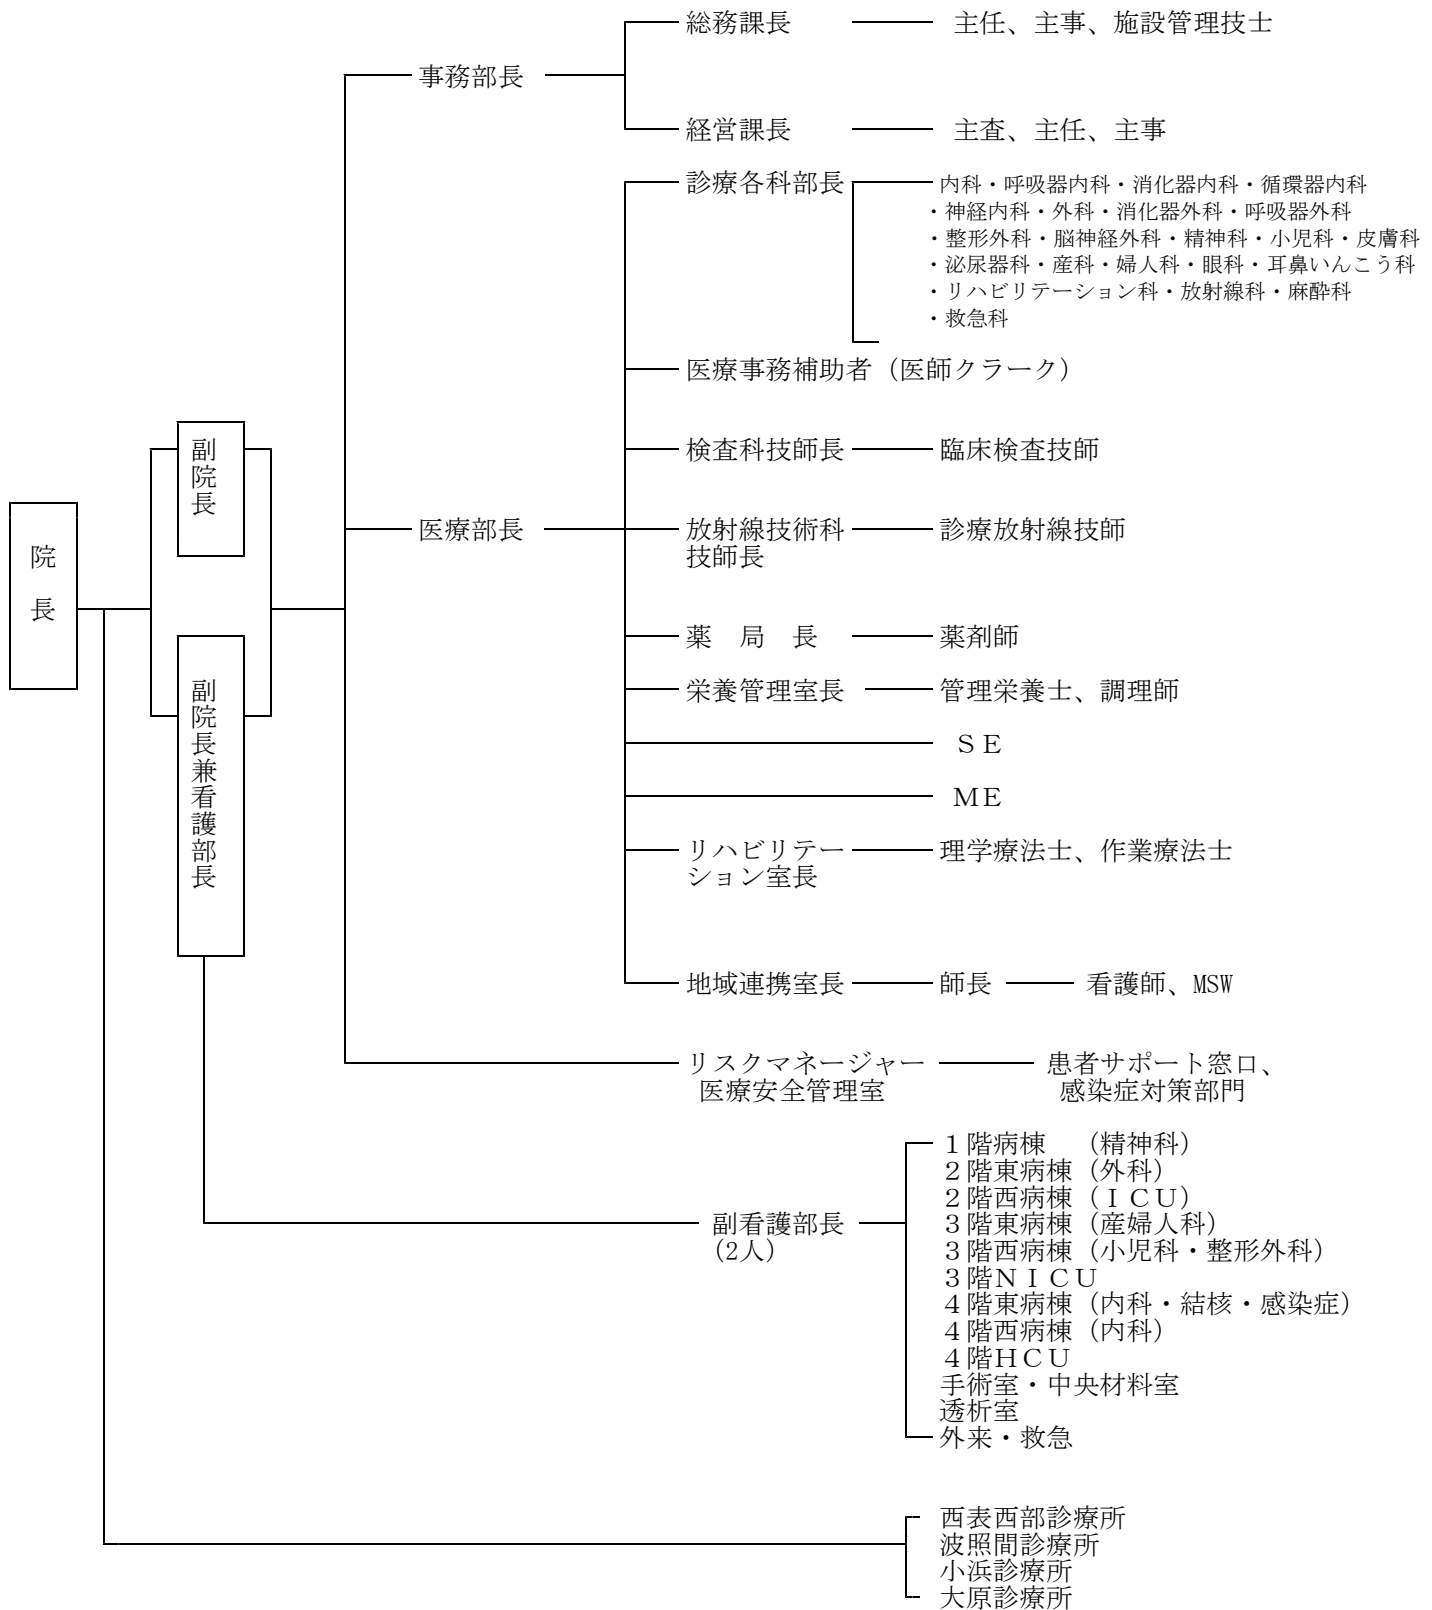 総務課長 主任、主事、施設管理技士
事務部長
経営課長 主査、主任、主事
診療各科部長 内科・呼吸器内科・消化器内科・循環器内科
・神経内科・外科・消化器外科・呼吸器外科
・整形外科・脳神経外科・精神科・小児科・皮膚科
・泌尿器科・産科・婦人科・眼科・耳鼻いんこう科
・リハビリテーション科・放射線科・麻酔科
・救急科
医療事務補助者（医師クラーク）
副院長
検査科技師長 臨床検査技師
院長
医療部長
放射線技術科 診療放射線技師
技師長
薬 局 長 薬剤師
副院長兼看護部長
栄養管理室長 管理栄養士、調理師
ＳＥ
ＭＥ
リハビリテー 理学療法士、作業療法士
ション室長
地域連携室長 師長 看護師、MSW
リスクマネージャー 患者サポート窓口、
医療安全管理室 感染症対策部門
１階病棟 （精神科）
２階東病棟（外科）
２階西病棟（ＩＣＵ）
副看護部長 ３階東病棟（産婦人科）
（2人） ３階西病棟（小児科・整形外科）
３階ＮＩＣＵ
４階東病棟（内科・結核・感染症）
４階西病棟（内科）
４階ＨＣＵ
手術室・中央材料室
透析室
外来・救急
西表西部診療所
波照間診療所
小浜診療所
大原診療所